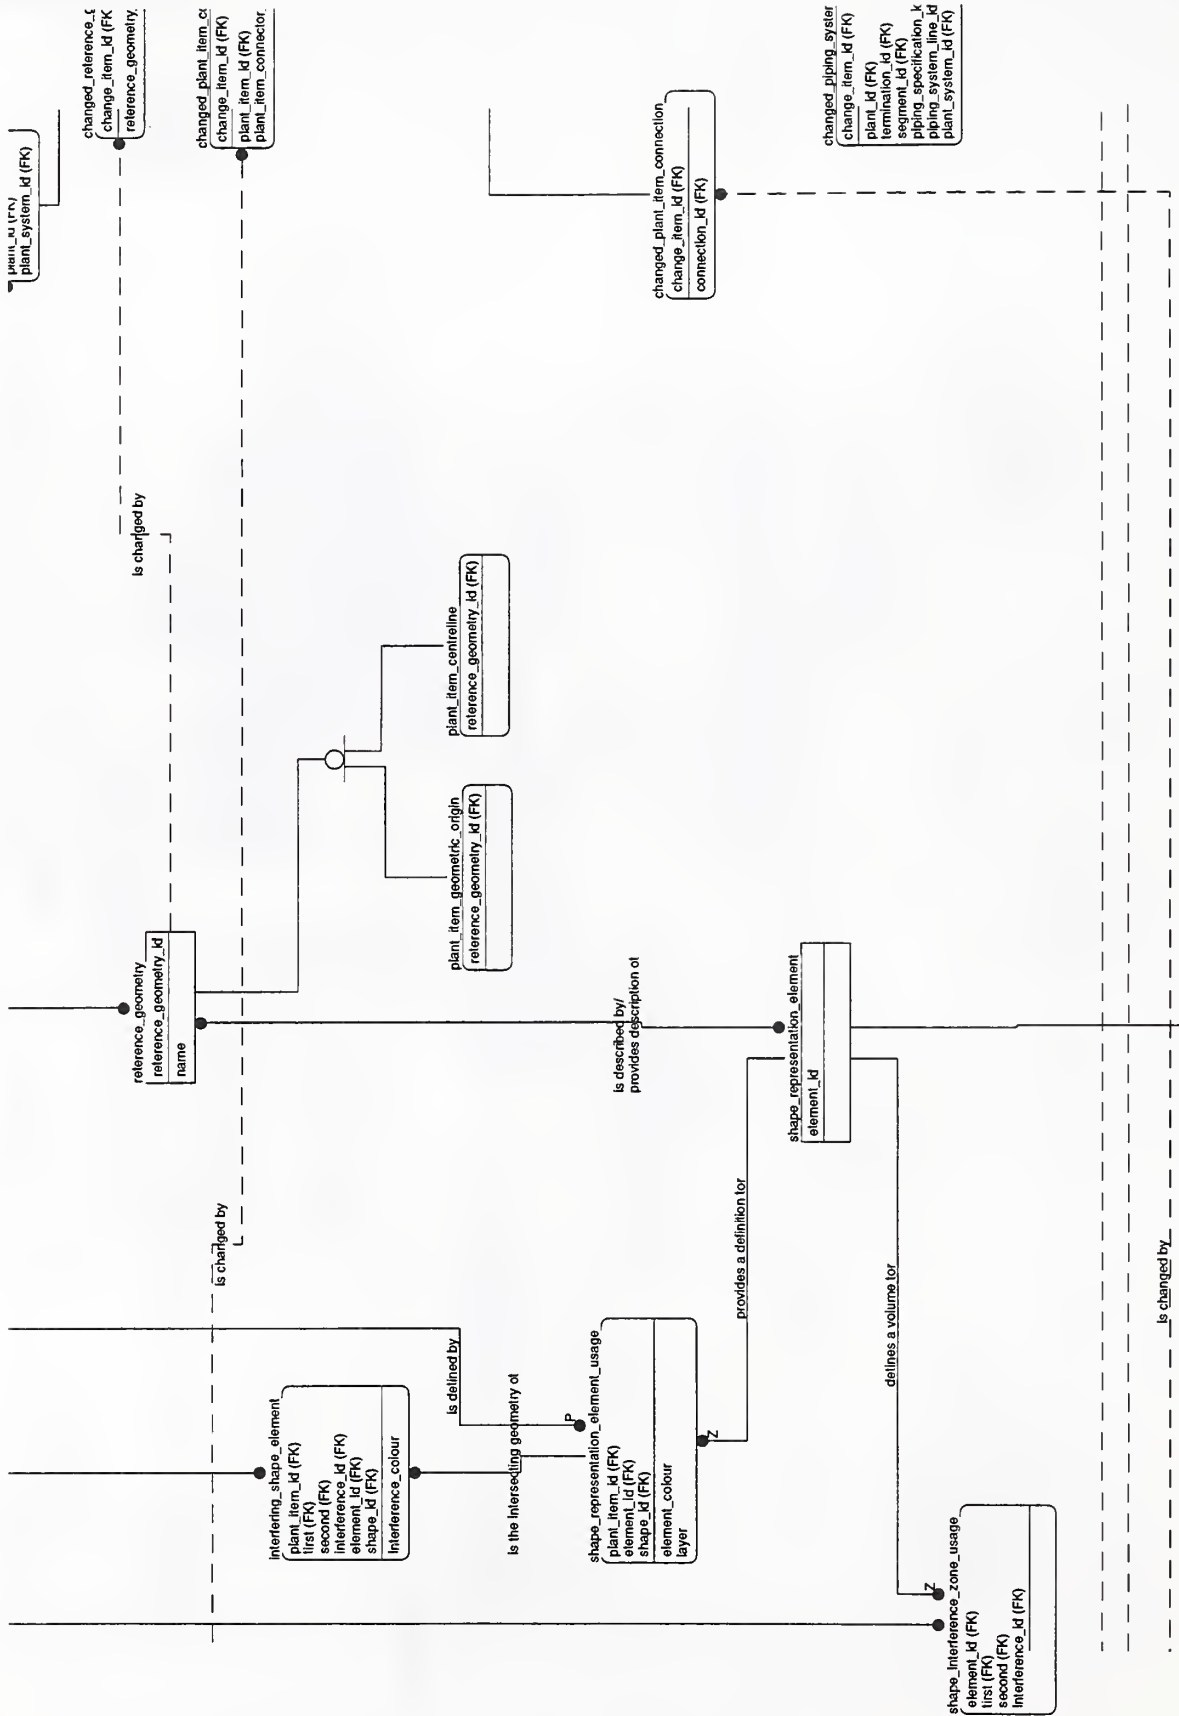 plant_system_id (FK)
change_item_id (FK)
reference_geometry
change_item_id (FK)
plant_item_id (FK)
plant_item_connector
is changed by
reference_geometry
reference_geometry_id
name
is changed by
plant_item_centreline
reference_geometry_id (FK)
plant_item_geometric_origin
reference_geometry_id (FK)
changed_plant_item_connection
change_item_id (FK)
connection_id (FK)
change_item_id (FK)
plant_id (FK)
termination_id (FK)
segment_id (FK)
piping_specification_k
piping_system_line_id
plant_system_id (FK)
interfering_shape_element
plant_item_id (FK)
first (FK)
second (FK)
interference_id (FK)
element_id (FK)
shape_id (FK)
interference_colour
is defined by
P
is the intersecting geometry of
shape_representation_element_usage
plant_item_id (FK)
element_id (FK)
shape_id (FK)
element_colour
layer
Z
is described by/
provides description of
provides a definition for
shape_representation_element
element_id
defines a volume for
Z
shape_interference_zone_usage
element_id (FK)
first (FK)
second (FK)
interference_id (FK)
is changed by